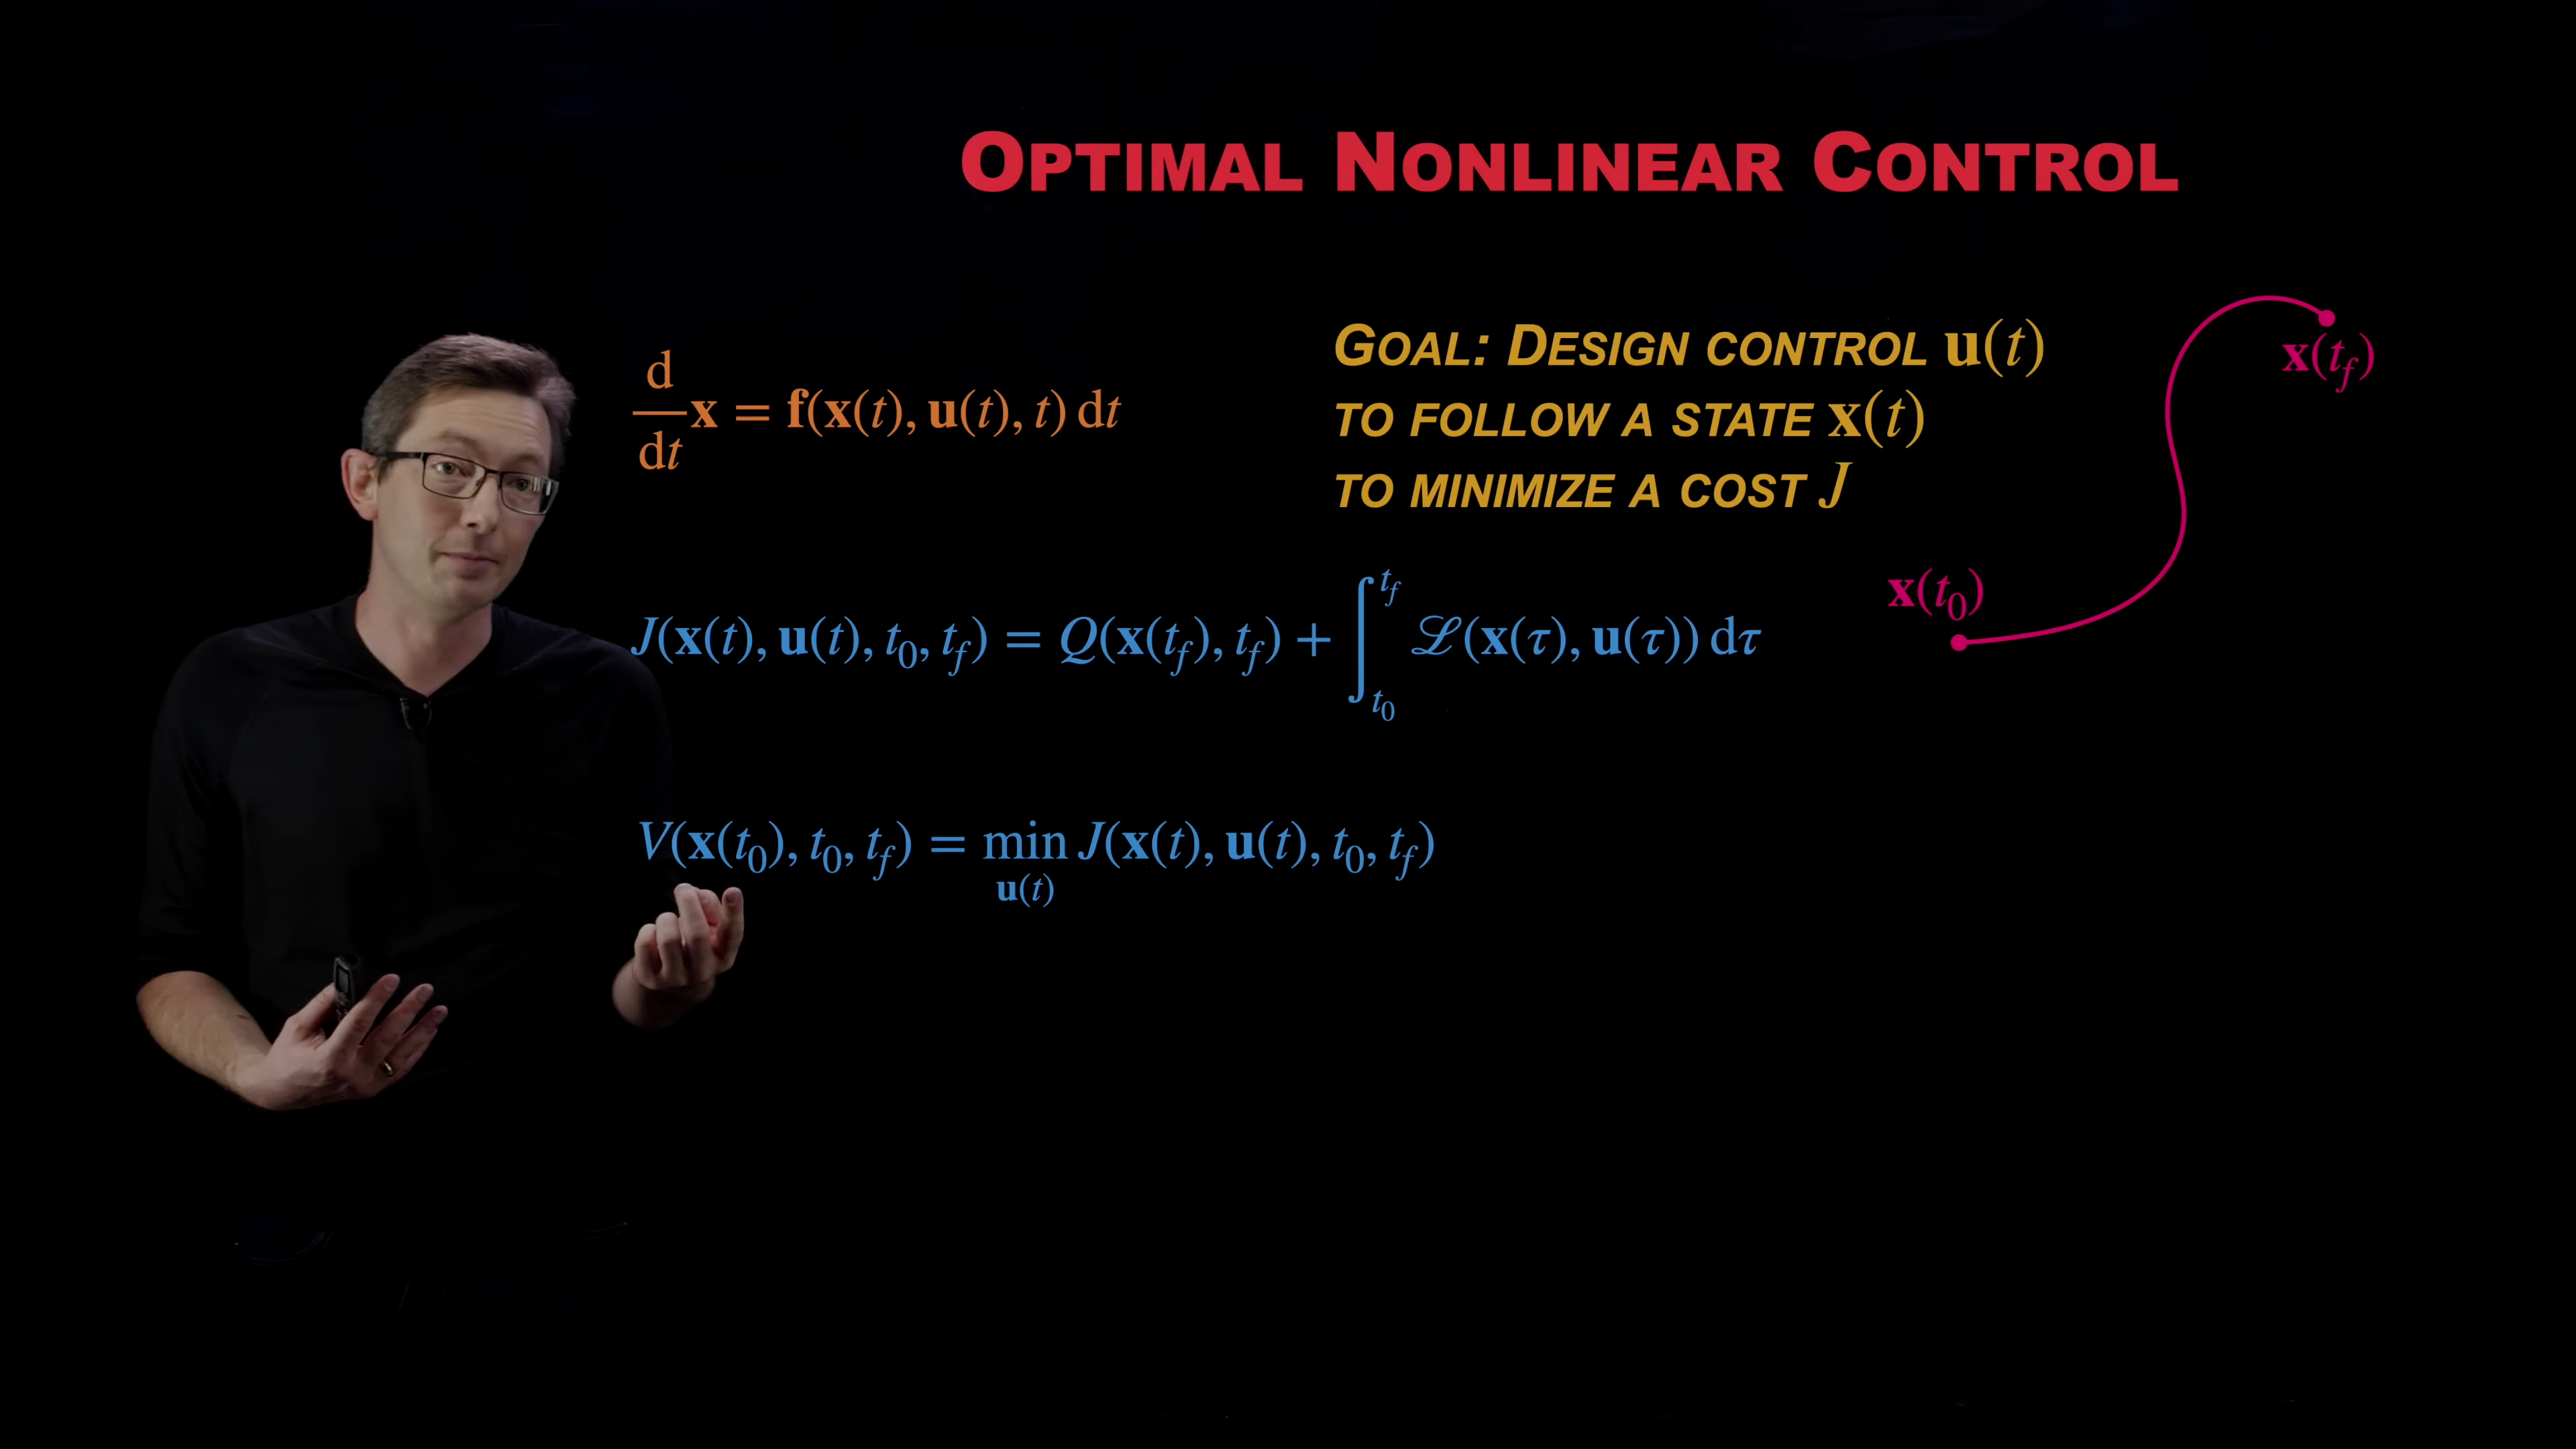 OPTIMAL NONLINEAR CONTROL
d/dt x = f(x(t), u(t), t) dt
GOAL: DESIGN CONTROL u(t)
TO FOLLOW A STATE x(t)
TO MINIMIZE A COST J
x(t_f)
x(t_0)
J(x(t), u(t), t_0, t_f) = Q(x(t_f), t_f) + ∫_{t_0}^{t_f} ℒ(x(τ), u(τ)) dτ
V(x(t_0), t_0, t_f) = min_{u(t)} J(x(t), u(t), t_0, t_f)